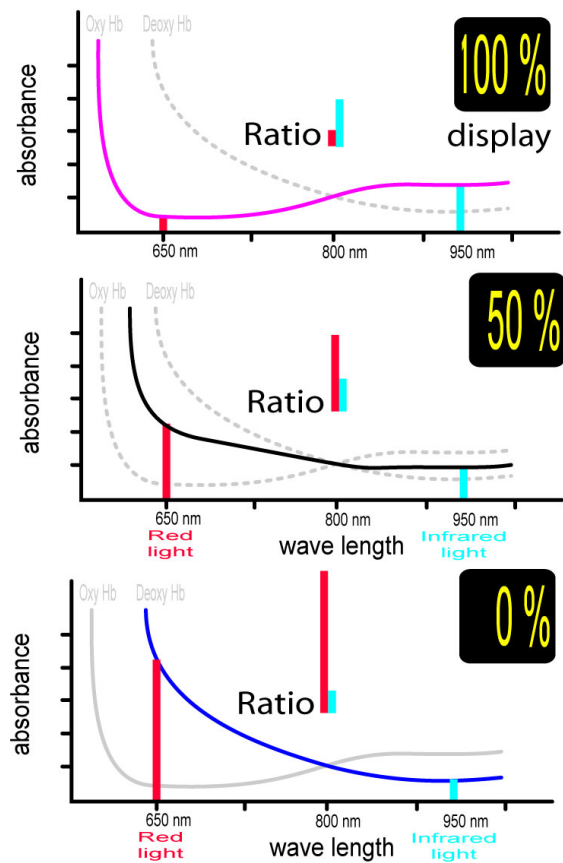 Oxy Hb Deoxy Hb
100 %
absorbance
Ratio
display
650 nm 800 nm 950 nm
Oxy Hb Deoxy Hb
50 %
absorbance
Ratio
650 nm 800 nm 950 nm
Red light
wave length
Infrared light
Oxy Hb Deoxy Hb
0 %
absorbance
Ratio
650 nm 800 nm 950 nm
Red light
wave length
Infrared light